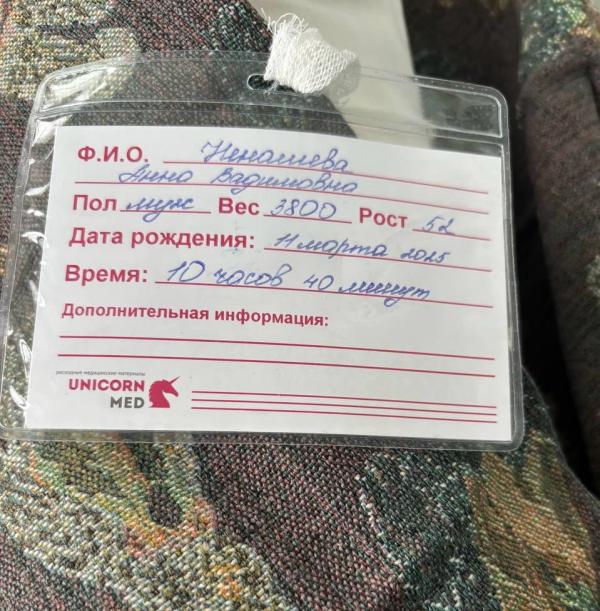 Ф.И.О. Ненашева
Анна Вадимовна
Пол муж Вес 3800 Рост 52
Дата рождения: 11 марта 2025
Время: 10 часов 40 минут
Дополнительная информация:
расходные медицинские материалы
UNICORN
MED